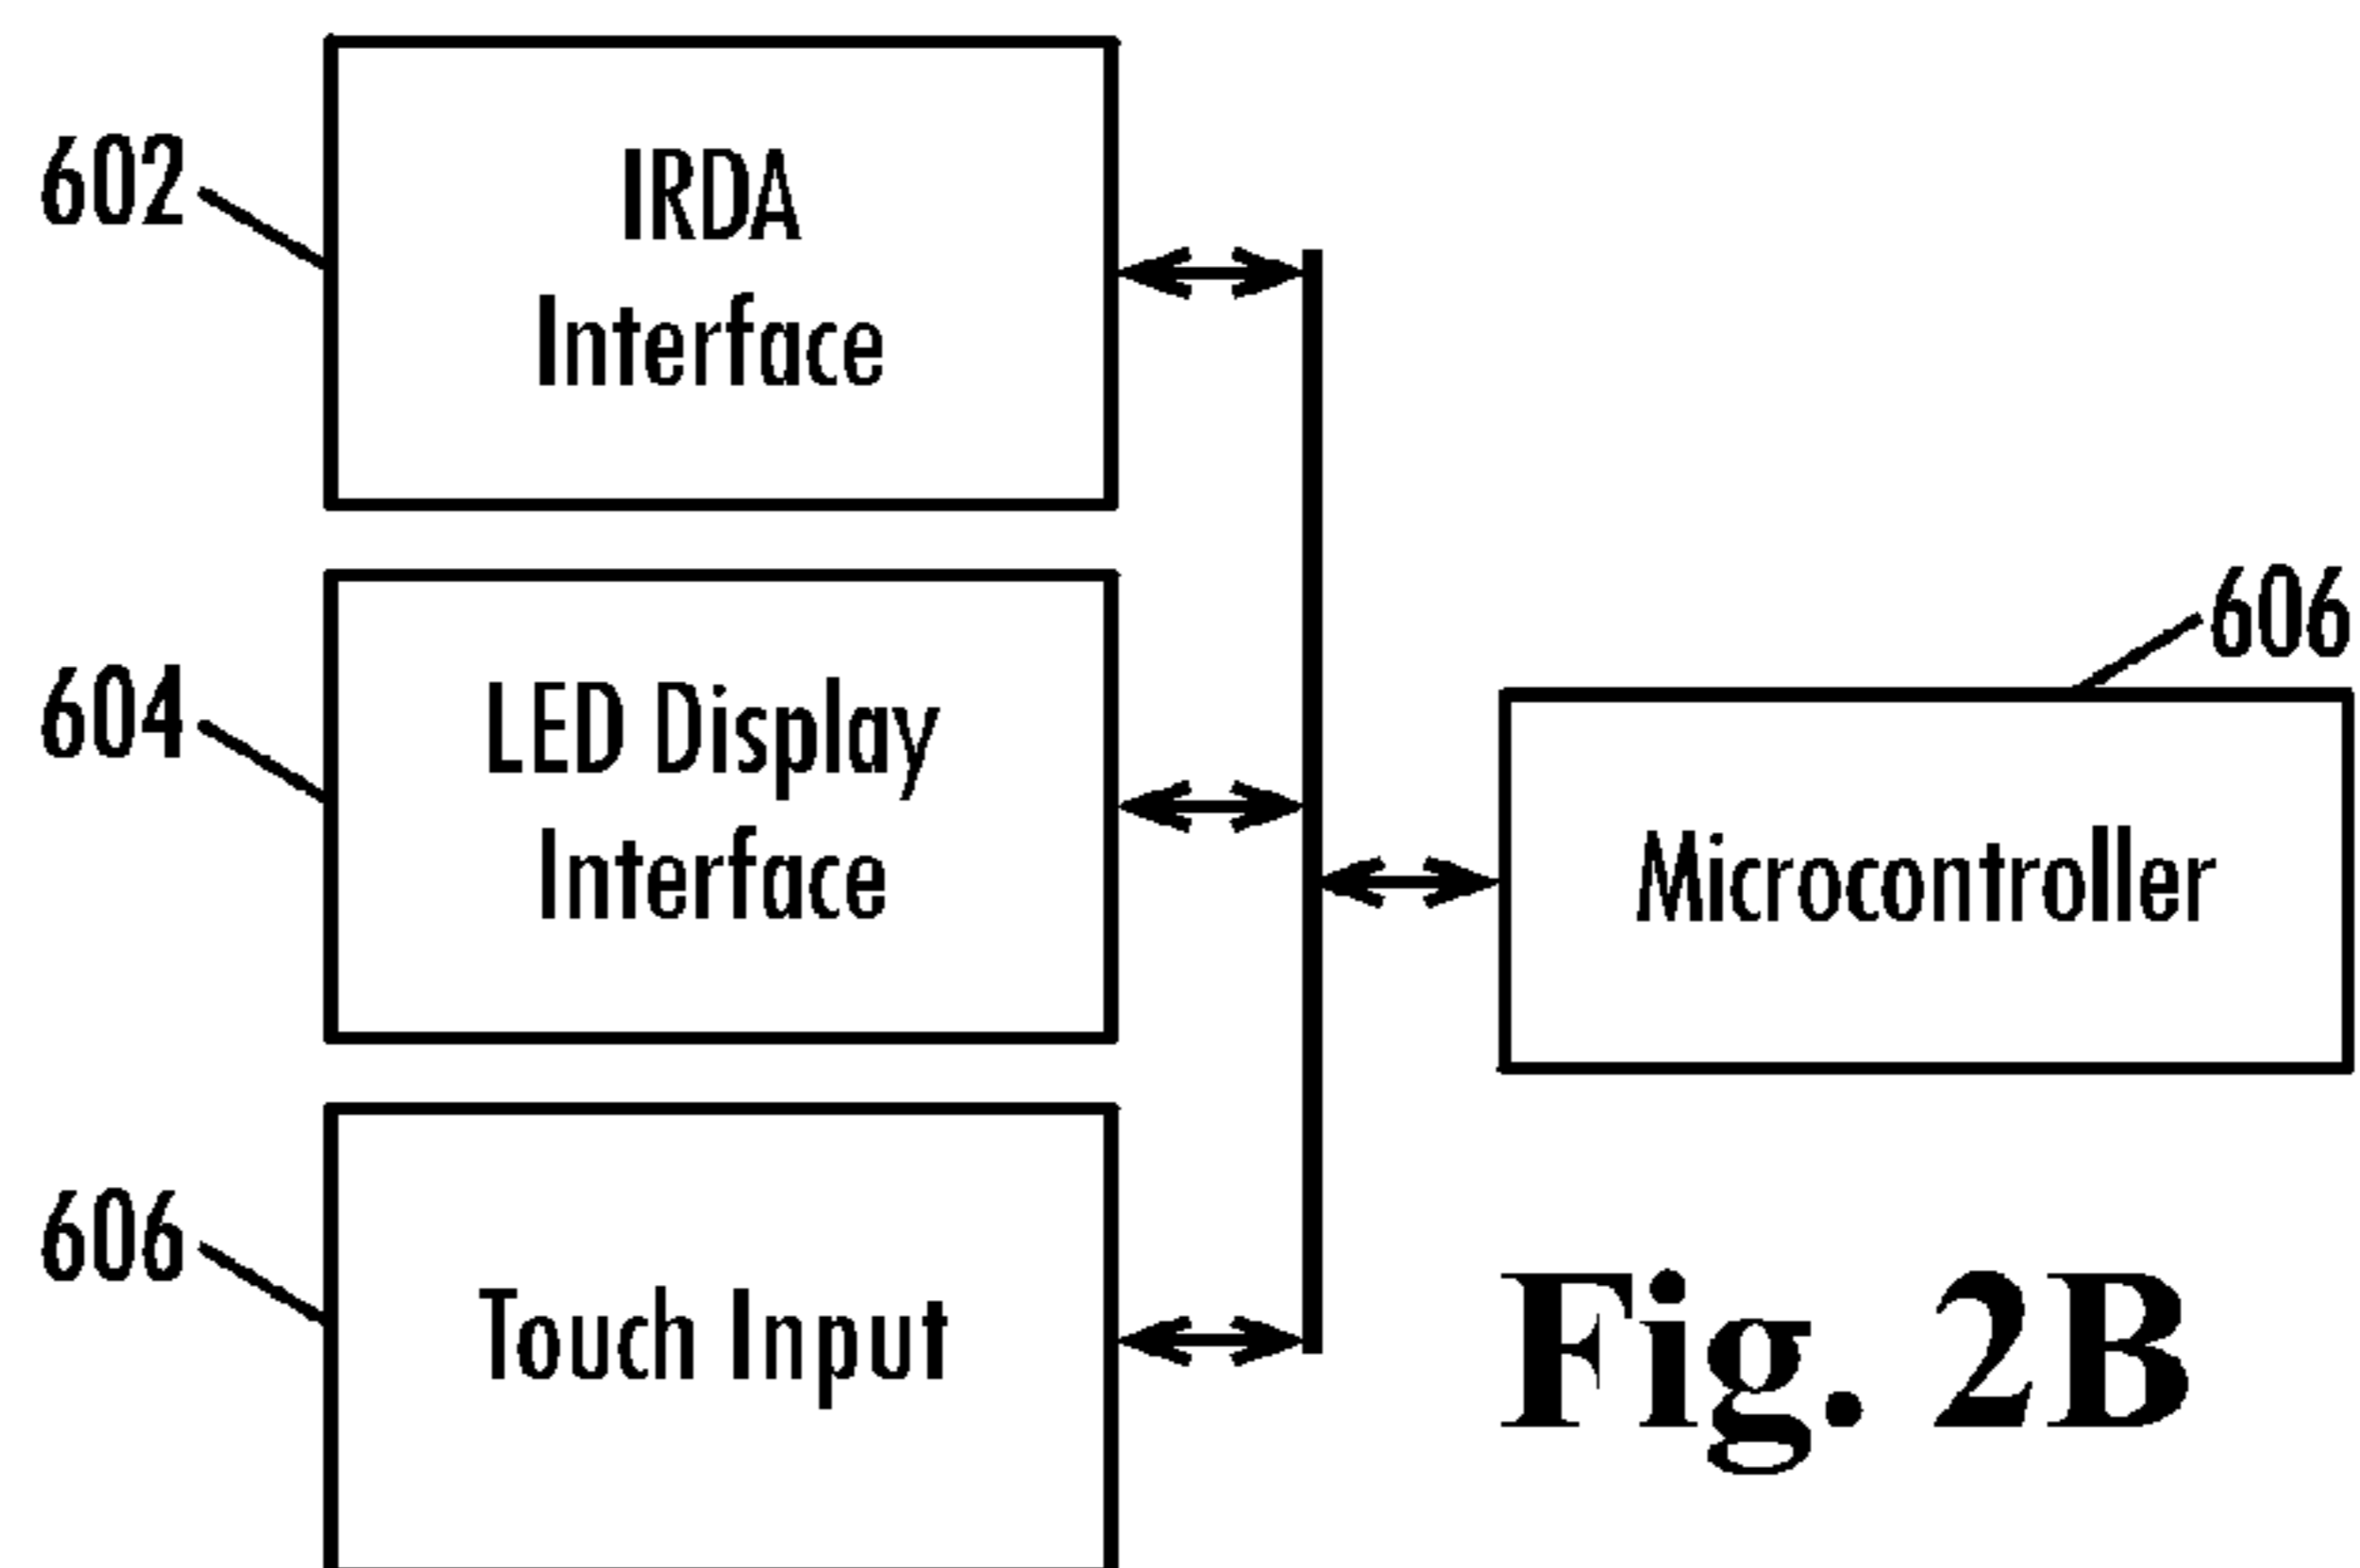 602
IRDA
Interface
604
LED Display
Interface
606
Microcontroller
606
Touch Input
Fig. 2B